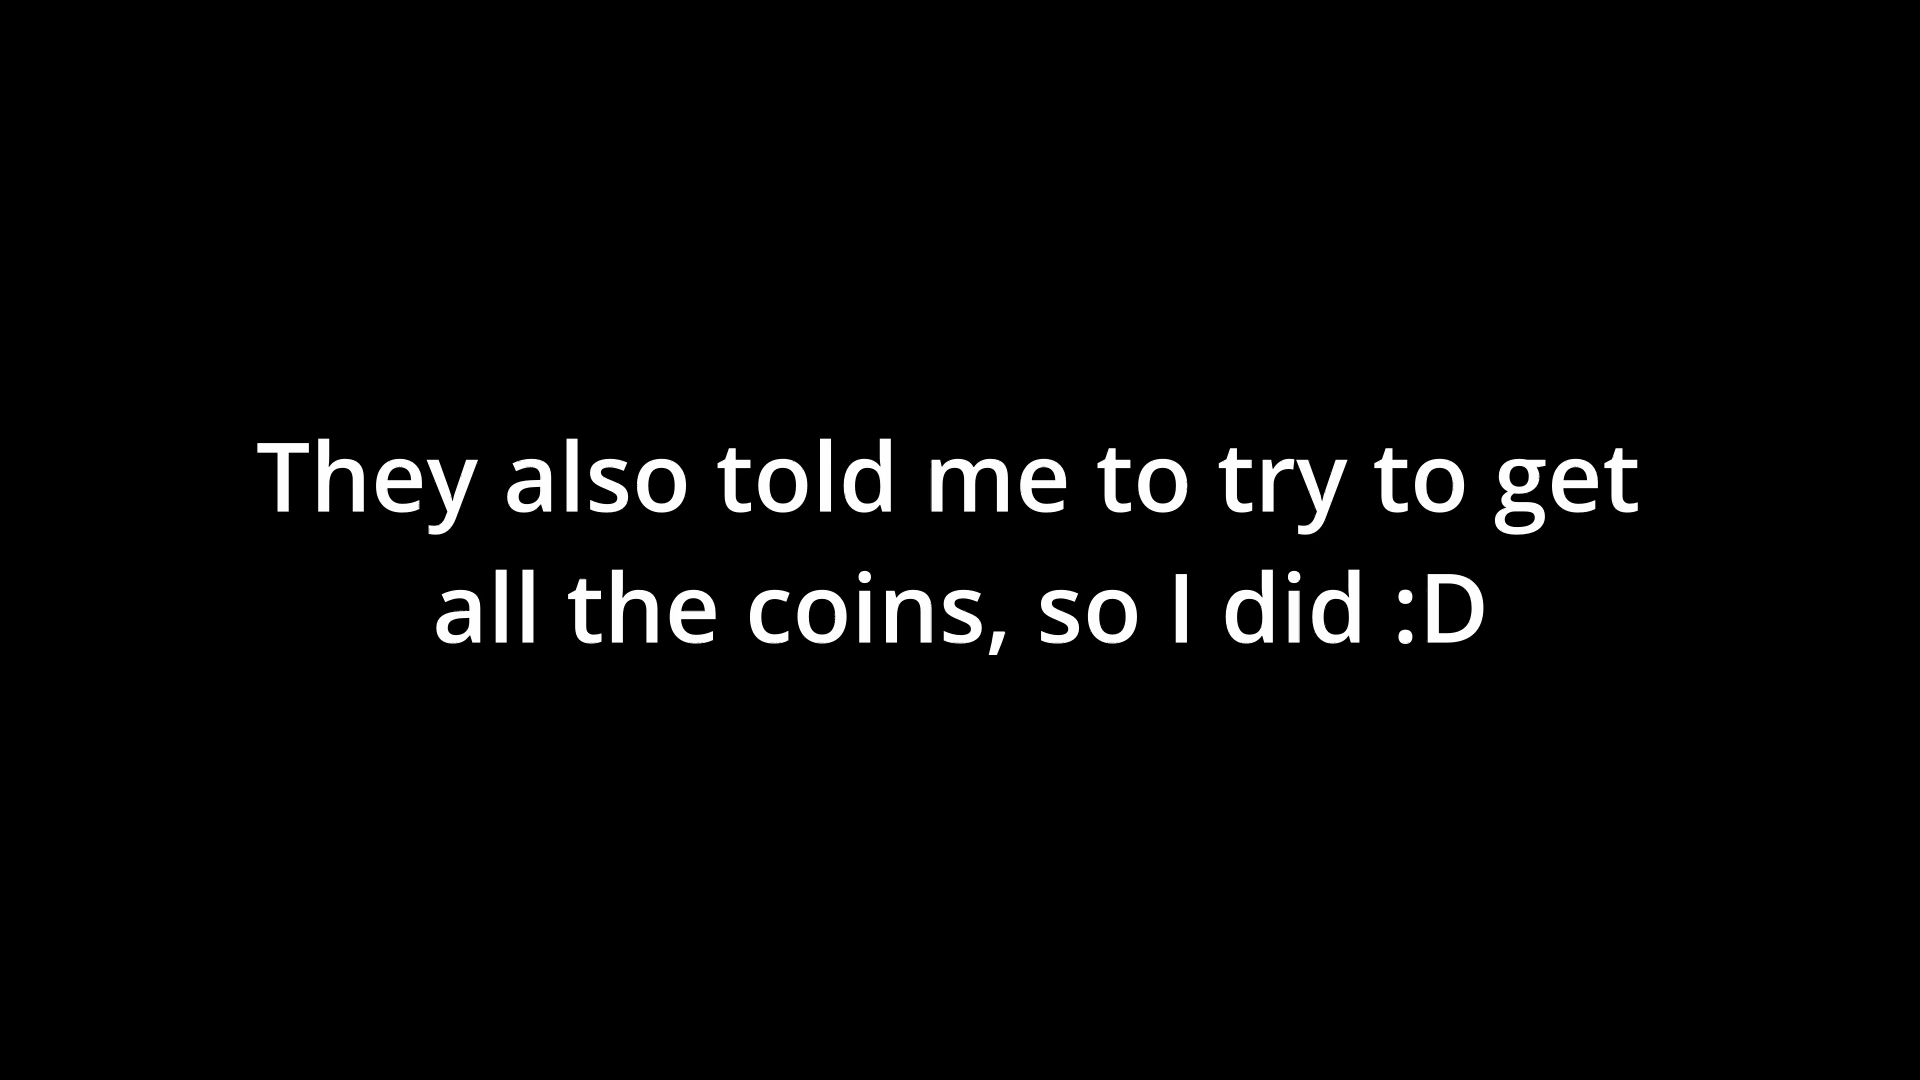 They also told me to try to get
all the coins, so I did :D